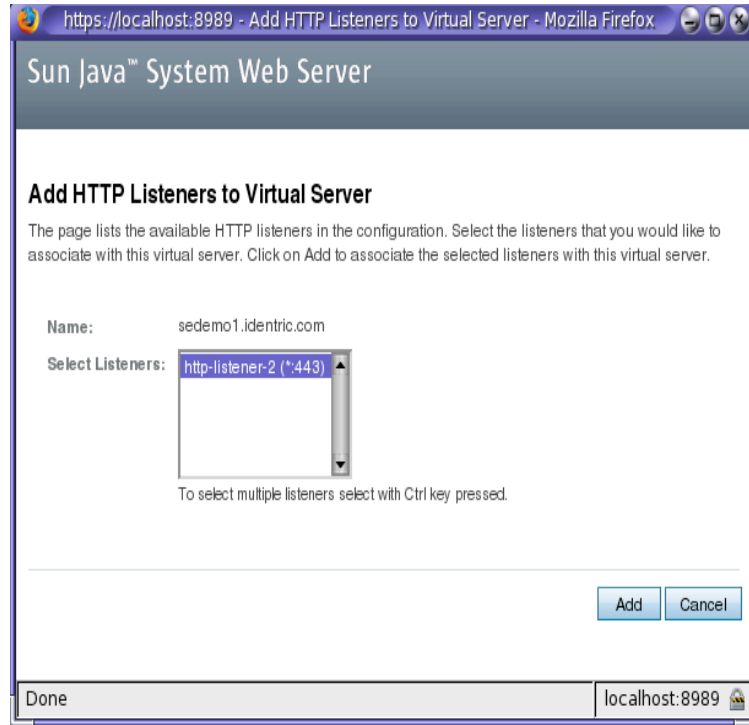 https://localhost:8989 - Add HTTP Listeners to Virtual Server - Mozilla Firefox
Sun Java™ System Web Server
Add HTTP Listeners to Virtual Server
The page lists the available HTTP listeners in the configuration. Select the listeners that you would like to
associate with this virtual server. Click on Add to associate the selected listeners with this virtual server.
Name: sedemo1.identric.com
Select Listeners: http-listener-2 (*:443)
To select multiple listeners select with Ctrl key pressed.
Add Cancel
Done localhost:8989